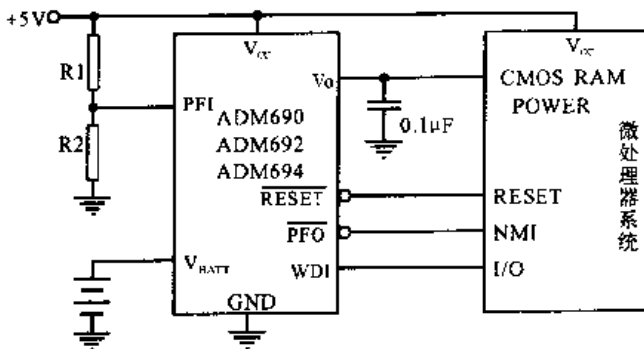 +5V
R1
R2
PFI
V_CC
Vo
ADM690
ADM692
ADM694
RESET
PFO
WDI
V_BATT
GND
0.1μF
V_CC
CMOS RAM
POWER
RESET
NMI
I/O
微处理器系统